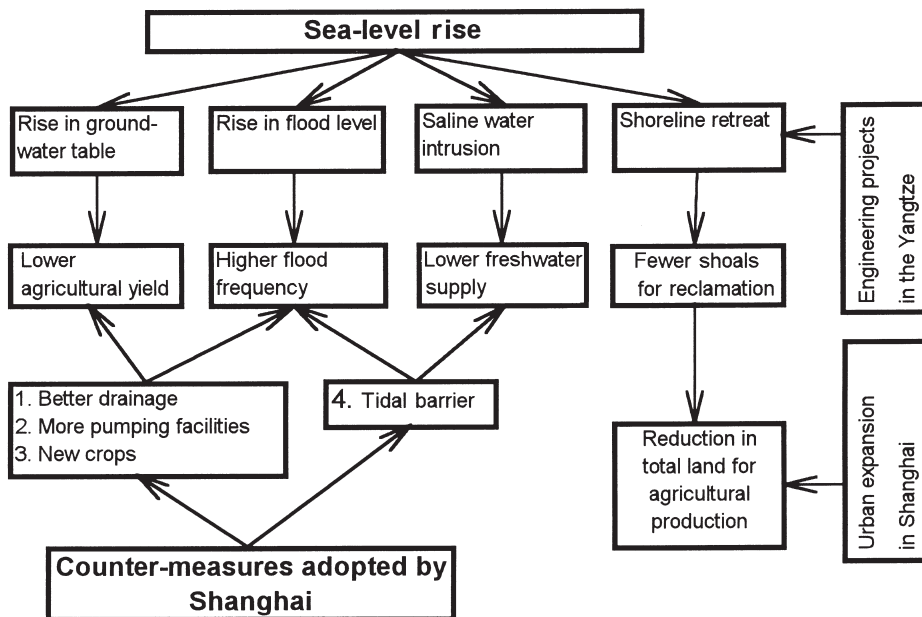 Sea-level rise
Rise in ground-
water table
Rise in flood level
Saline water
intrusion
Shoreline retreat
Engineering projects
in the Yangtze
Lower
agricultural yield
Higher flood
frequency
Lower freshwater
supply
Fewer shoals
for reclamation
1. Better drainage
2. More pumping facilities
3. New crops
4. Tidal barrier
Reduction in
total land for
agricultural
production
Urban expansion
in Shanghai
Counter-measures adopted by
Shanghai